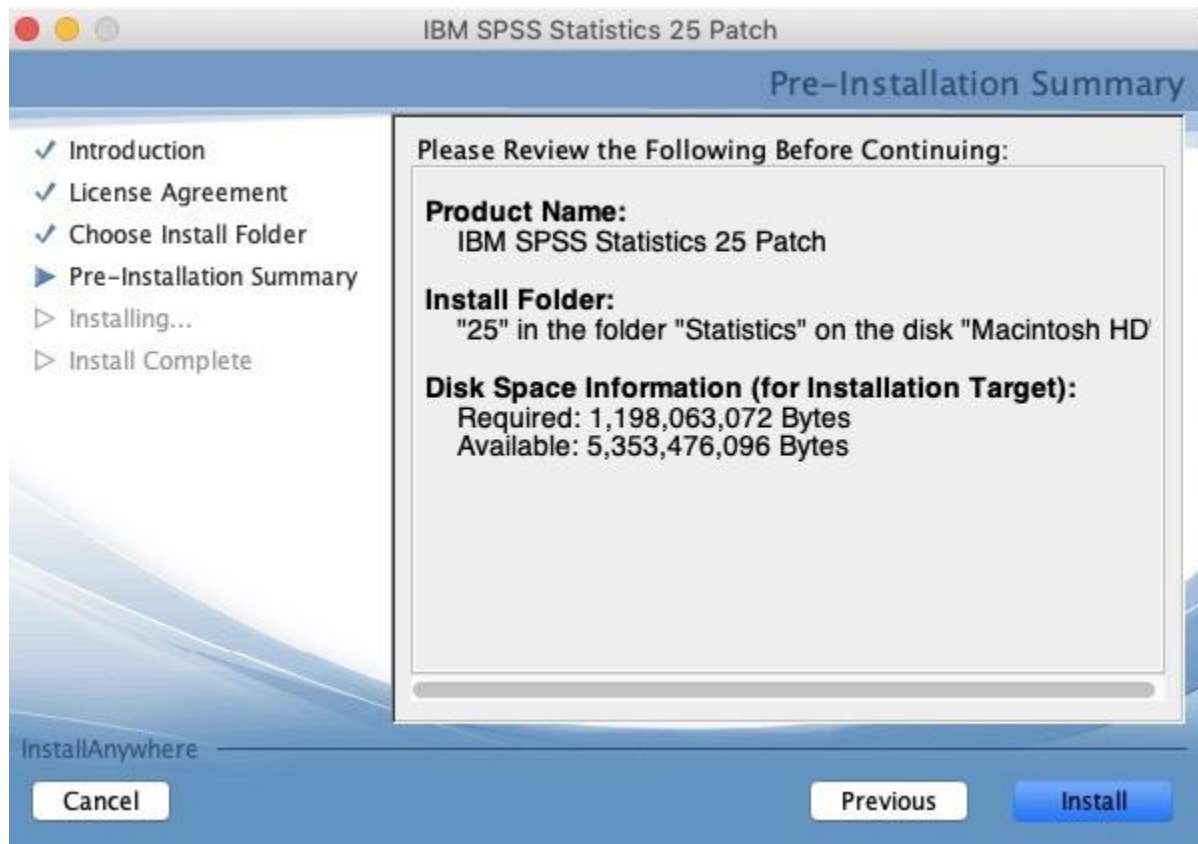 IBM SPSS Statistics 25 Patch
Pre-Installation Summary
Introduction
License Agreement
Choose Install Folder
Pre-Installation Summary
Installing...
Install Complete
Please Review the Following Before Continuing:
Product Name:
IBM SPSS Statistics 25 Patch
Install Folder:
"25" in the folder "Statistics" on the disk "Macintosh HD"
Disk Space Information (for Installation Target):
Required: 1,198,063,072 Bytes
Available: 5,353,476,096 Bytes
InstallAnywhere
Cancel
Previous
Install